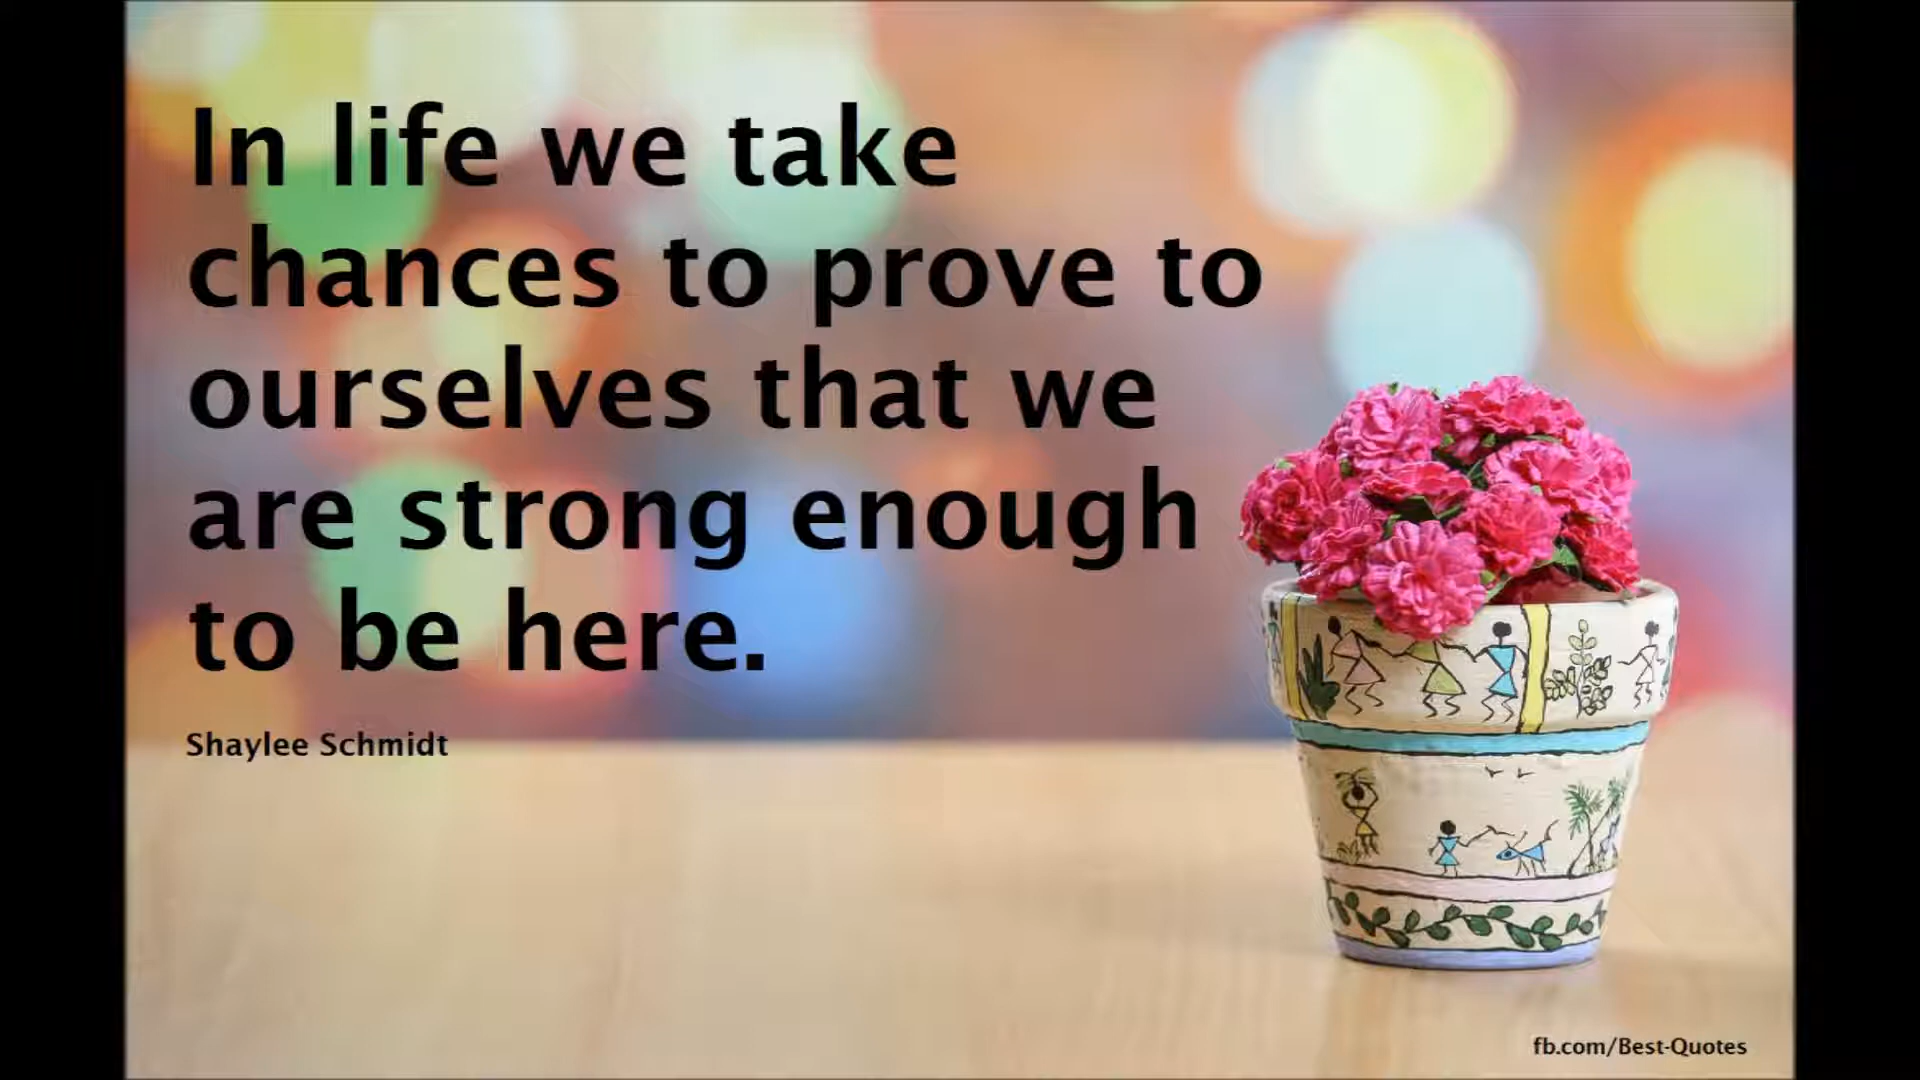 In life we take
chances to prove to
ourselves that we
are strong enough
to be here.
Shaylee Schmidt
fb.com/Best-Quotes